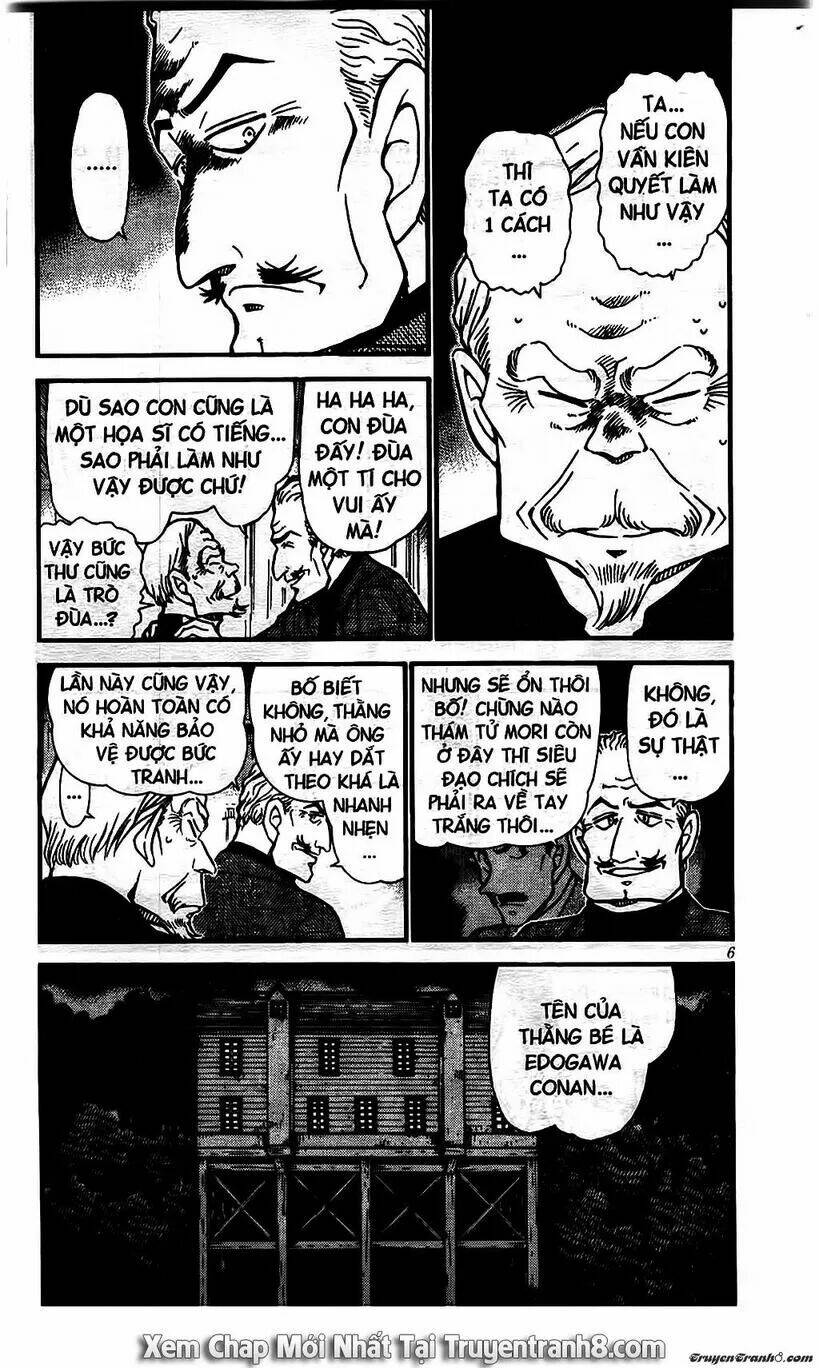 TA...
NẾU CON
VẪN KIÊN
QUYẾT LÀM
NHƯ VẬY
...
THÌ
TA CÓ
1 CÁCH
...
......
HA HA HA,
CON ĐÙA
ĐẤY! ĐÙA
MỘT TÍ CHO
VUI ẤY
MÀ!
DÙ SAO CON CŨNG LÀ
MỘT HỌA SĨ CÓ TIẾNG...
SAO PHẢI LÀM NHƯ
VẬY ĐƯỢC CHỨ!
VẬY BỨC
THƯ CŨNG
LÀ TRÒ
ĐÙA...?
KHÔNG,
ĐÓ LÀ
SỰ THẬT
...
NHƯNG SẼ ỔN THÔI
BỐ! CHỪNG NÀO
THÁM TỬ MORI CÒN
Ở ĐÂY THÌ SIÊU
ĐẠO CHÍCH SẼ
PHẢI RA VỀ TAY
TRẮNG THÔI...
BỐ BIẾT
KHÔNG, THẰNG
NHỎ MÀ ÔNG
ẤY HAY DẮT
THEO KHÁ LÀ
NHANH
NHẸN
...
LẦN NÀY CŨNG VẬY,
NÓ HOÀN TOÀN CÓ
KHẢ NĂNG BẢO
VỆ ĐƯỢC BỨC
TRANH...
...
6
TÊN CỦA
THẰNG BÉ LÀ
EDOGAWA
CONAN...
Xem Chap Mới Nhất Tại Truyentranh8.com
TruyenTranh8.com